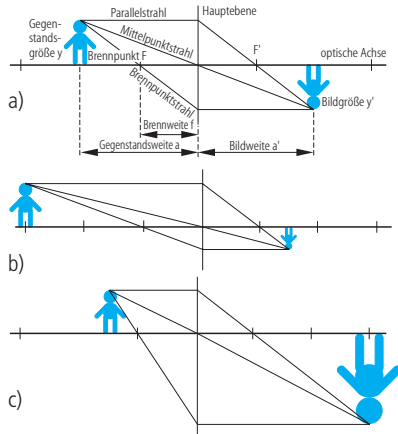 Gegen-
stands-
größe y
Parallelstrahl
Hauptebene
Mittelpunktstrahl
Brennpunkt F
F'
optische Achse
Brennpunktstrahl
Bildgröße y'
a)
Brennweite f
Gegenstandsweite a
Bildweite a'
b)
c)